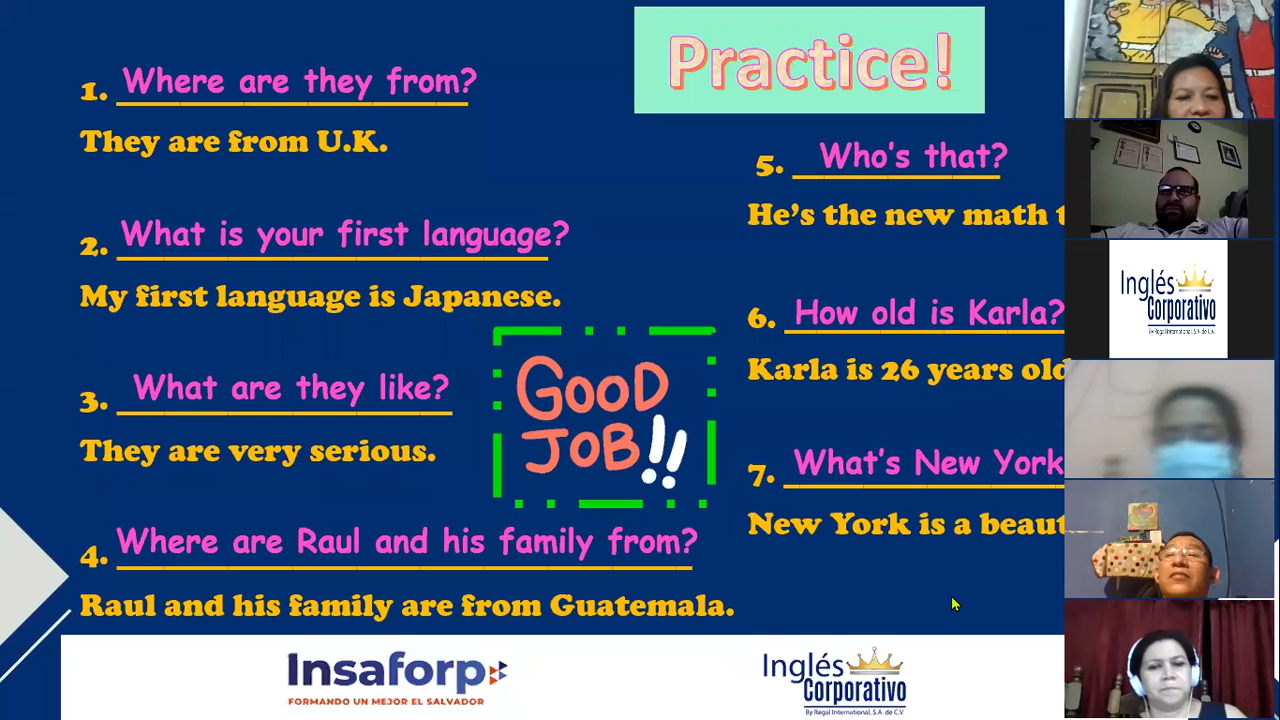 Practice!
1. Where are they from?
They are from U.K.
2. What is your first language?
My first language is Japanese.
3. What are they like?
They are very serious.
4. Where are Raul and his family from?
Raul and his family are from Guatemala.
GOOD
JOB!!
5. Who's that?
He's the new math
6. How old is Karla?
Karla is 26 years old
7. What's New York
New York is a
Insaforp
FORMANDO UN MEJOR EL SALVADOR
Inglés
Corporativo
By Regal International, S.A. de C.V.
Inglés
Corporativo
By Regal International, S.A. de C.V.